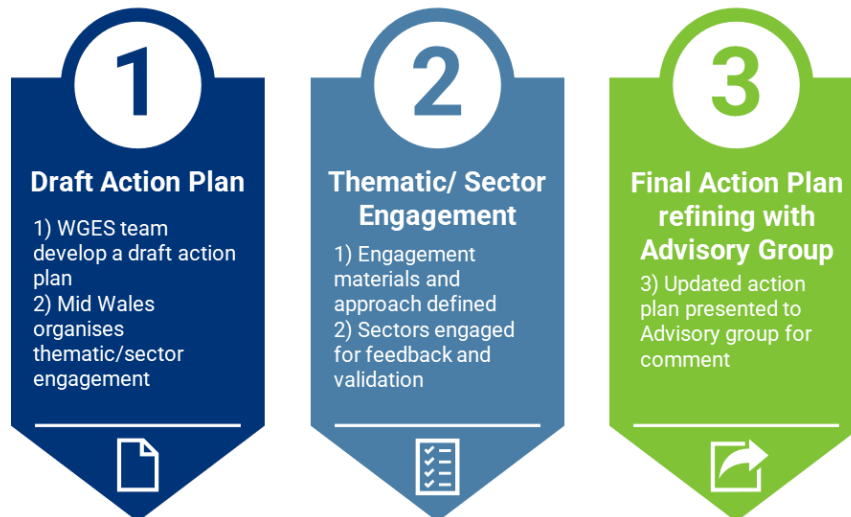 1
Draft Action Plan
1) WGES team
develop a draft action
plan
2) Mid Wales
organises
thematic/sector
engagement
2
Thematic/ Sector
Engagement
1) Engagement
materials and
approach defined
2) Sectors engaged
for feedback and
validation
3
Final Action Plan
refining with
Advisory Group
3) Updated action
plan presented to
Advisory group for
comment